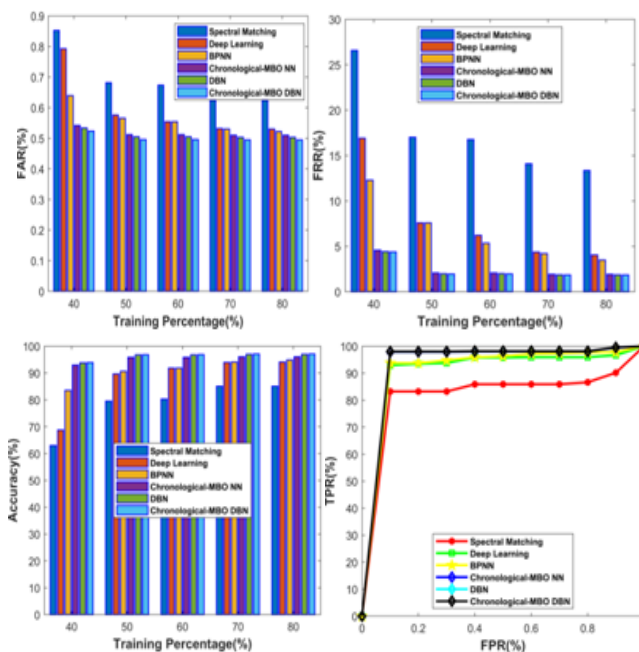 0.9
0.8
0.7
0.6
0.5
0.4
0.3
0.2
0.1
0
FAR(%)
Spectral Matching
Deep Learning
BPNN
Chronological-MBO NN
DBN
Chronological-MBO DBN
40 50 60 70 80
Training Percentage(%)
30
25
20
15
10
5
0
FRR(%)
Spectral Matching
Deep Learning
BPNN
Chronological-MBO NN
DBN
Chronological-MBO DBN
40 50 60 70 80
Training Percentage(%)
100
90
80
70
60
50
40
30
20
10
0
Accuracy(%)
Spectral Matching
Deep Learning
BPNN
Chronological-MBO NN
DBN
Chronological-MBO DBN
40 50 60 70 80
Training Percentage(%)
100
90
80
70
60
50
40
30
20
10
0
TPR(%)
Spectral Matching
Deep Learning
BPNN
Chronological-MBO NN
DBN
Chronological-MBO DBN
0 0.2 0.4 0.6 0.8
FPR(%)